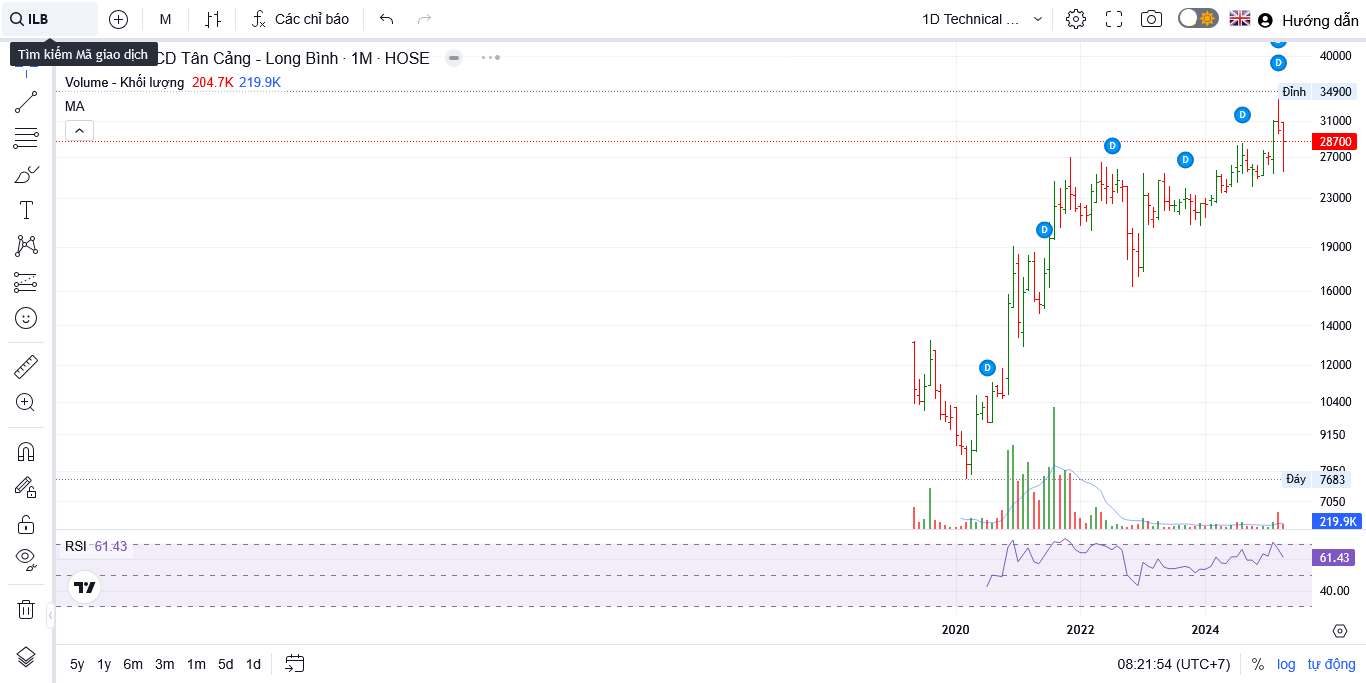 ILB
M
Các chỉ báo
1D Technical ...
Hướng dẫn
Tìm kiếm Mã giao dịch
CD Tân Cảng - Long Bình · 1M · HOSE
Volume - Khối lượng 204.7K 219.9K
MA
D
D
D
D
D
D
40000
Đỉnh 34900
31000
28700
27000
23000
19000
16000
14000
12000
10400
9150
7950
Đáy 7683
7050
219.9K
RSI 61.43
61.43
40.00
2020 2022 2024
5y 1y 6m 3m 1m 5d 1d
08:21:54 (UTC+7) % log tự động